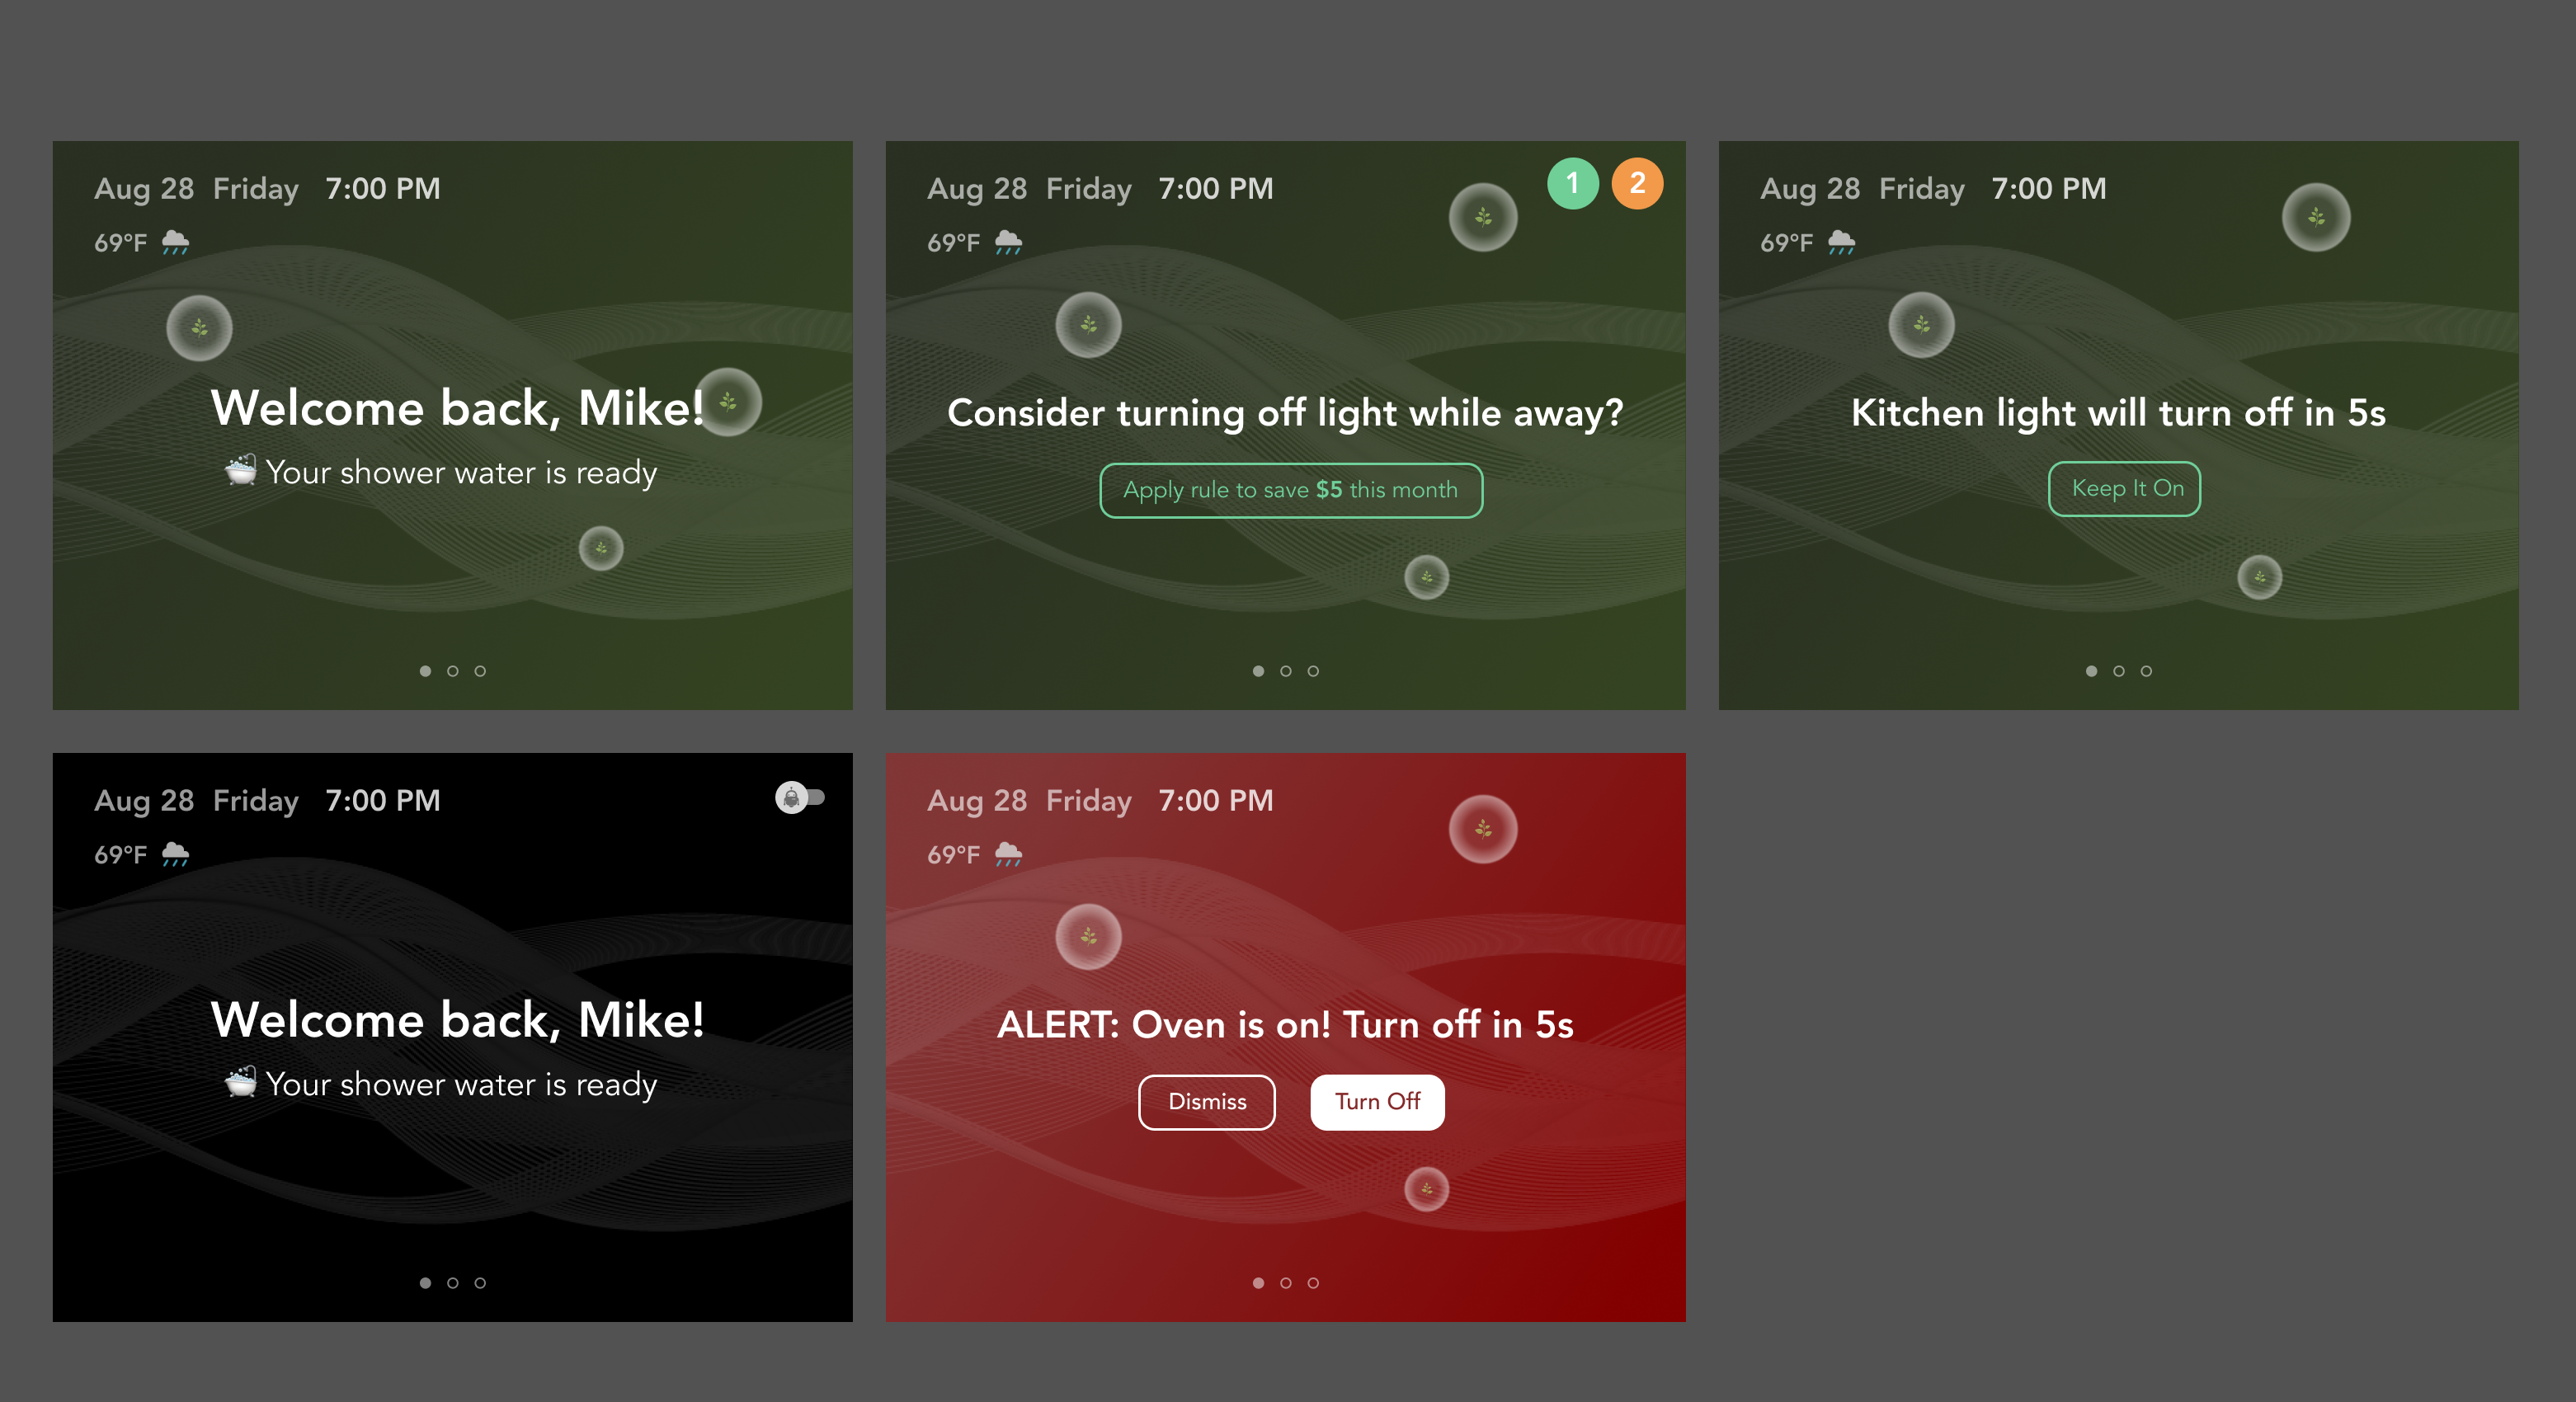 Aug 28 Friday 7:00 PM
69°F
Welcome back, Mike!
Your shower water is ready
Aug 28 Friday 7:00 PM
1 2
69°F
Consider turning off light while away?
Apply rule to save $5 this month
Aug 28 Friday 7:00 PM
69°F
Kitchen light will turn off in 5s
Keep It On
Aug 28 Friday 7:00 PM
69°F
Welcome back, Mike!
Your shower water is ready
Aug 28 Friday 7:00 PM
69°F
ALERT: Oven is on! Turn off in 5s
Dismiss Turn Off